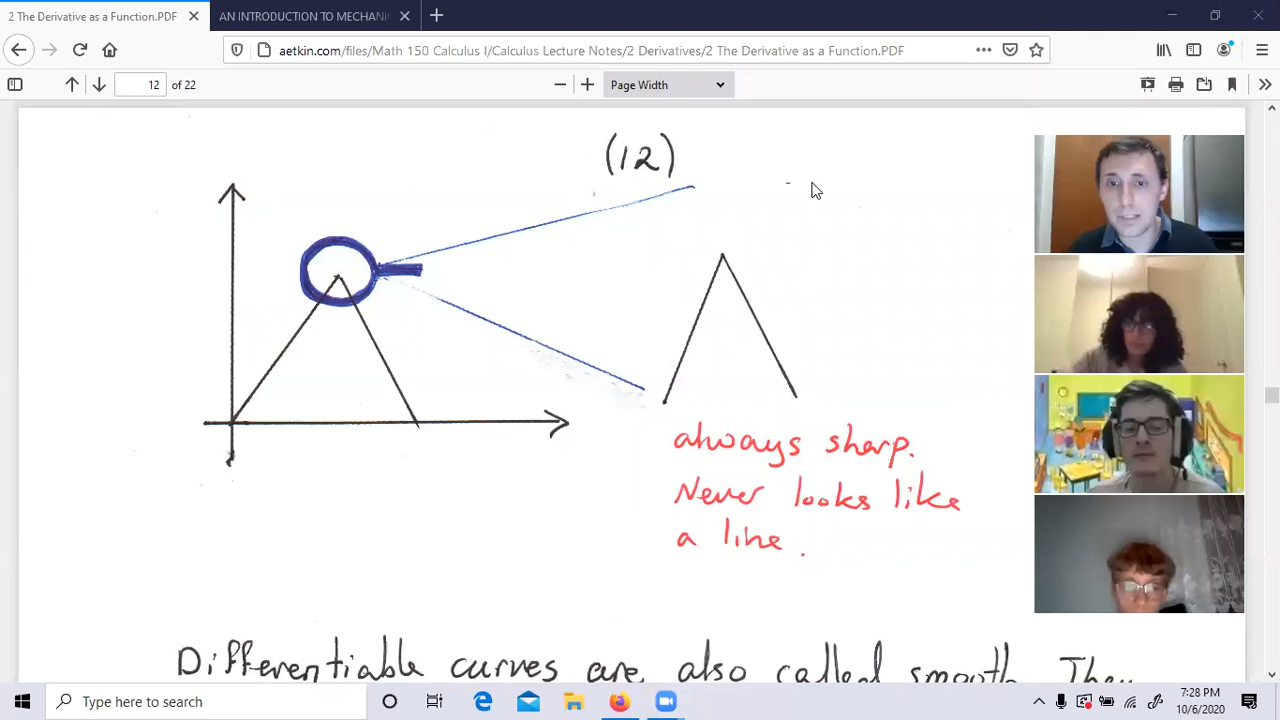 2 The Derivative as a Function.PDF
AN INTRODUCTION TO MECHANI
aetkin.com/files/Math 150 Calculus I/Calculus Lecture Notes/2 Derivatives/2 The Derivative as a Function.PDF
12 of 22
Page Width
(12)
always sharp.
Never looks like
a line.
Differentiable curves are also called smooth. They
Type here to search
7:28 PM
10/6/2020